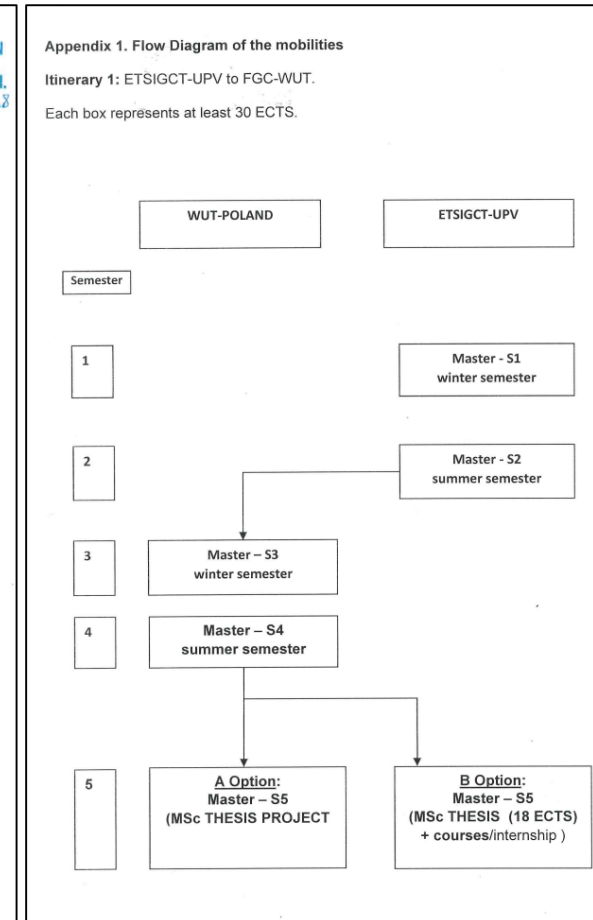 Appendix 1. Flow Diagram of the mobilities
Itinerary 1: ETSIGCT-UPV to FGC-WUT.
Each box represents at least 30 ECTS.
WUT-POLAND
ETSIGCT-UPV
Semester
1
Master - S1
winter semester
2
Master - S2
summer semester
3
Master – S3
winter semester
4
Master – S4
summer semester
5
A Option:
Master – S5
(MSc THESIS PROJECT
B Option:
Master – S5
(MSc THESIS (18 ECTS)
+ courses/internship )